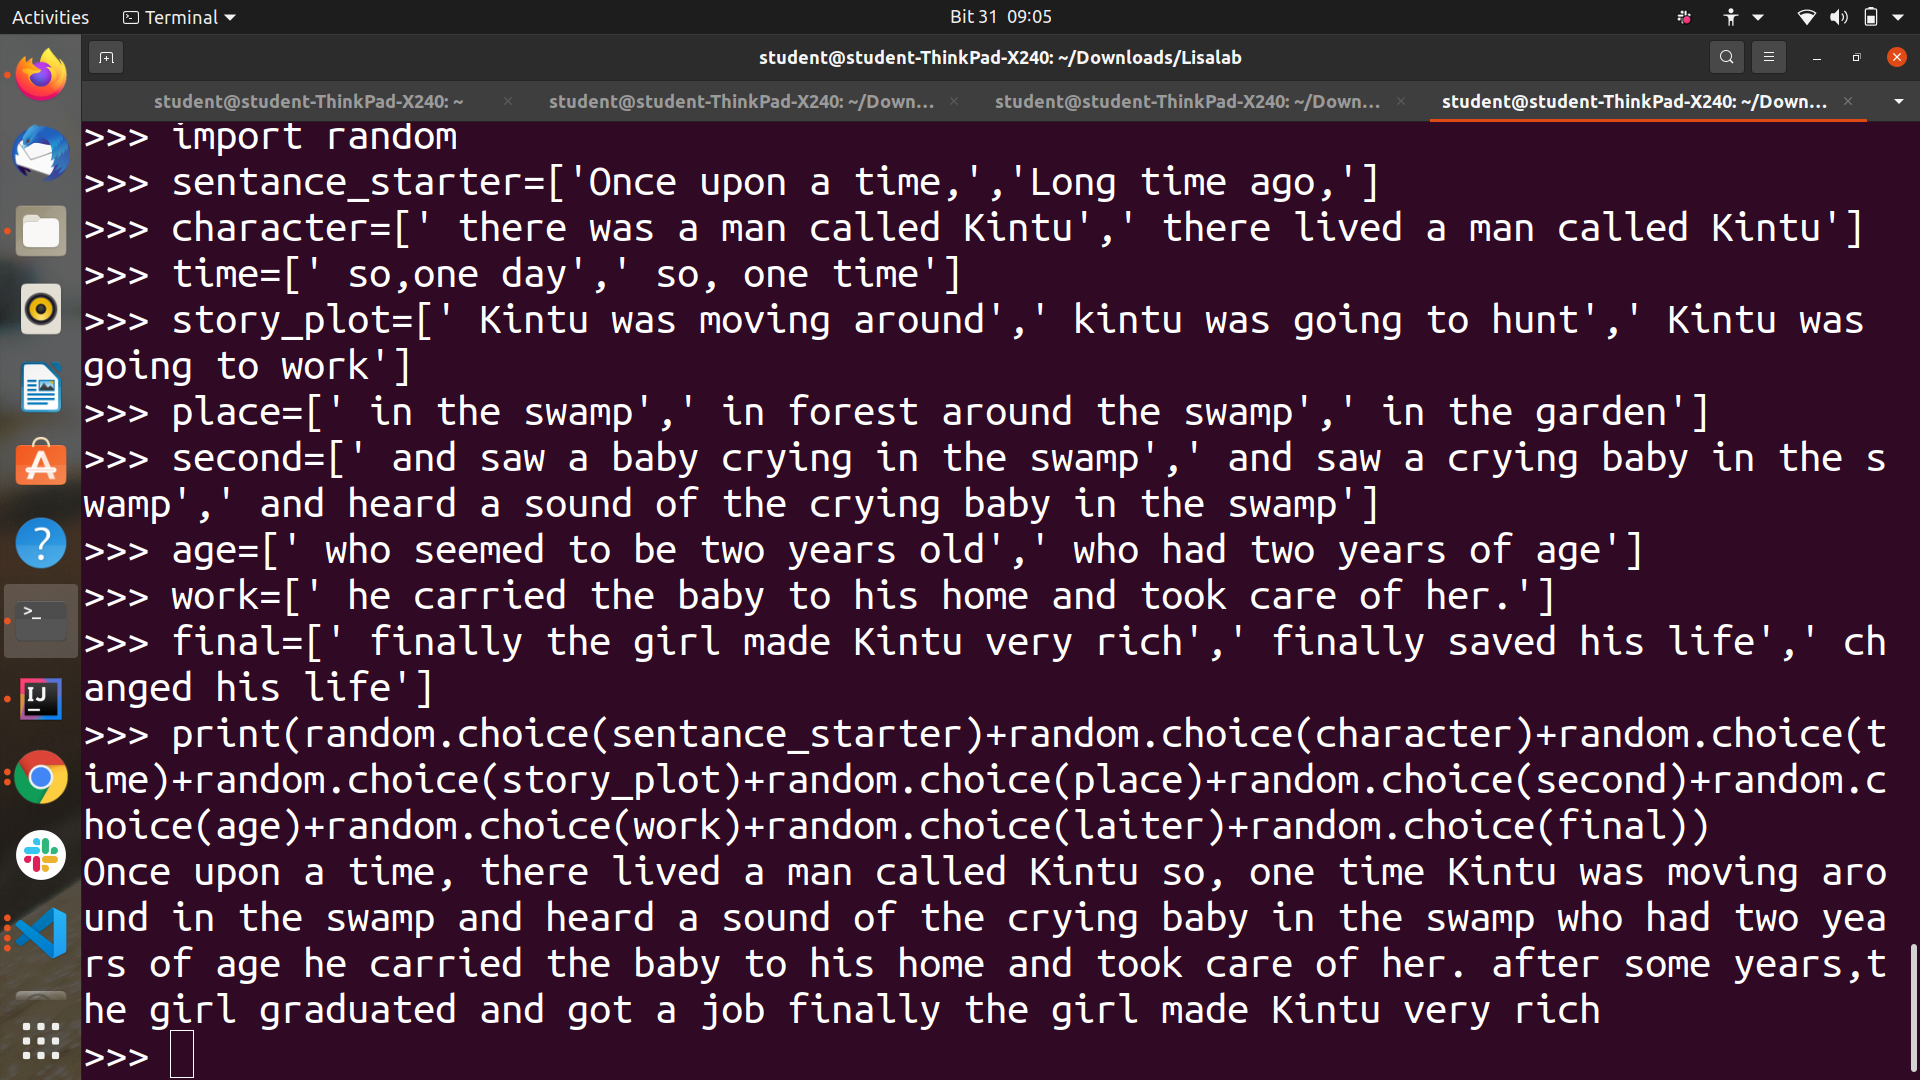 Activities Terminal Bit 31 09:05
student@student-ThinkPad-X240: ~/Downloads/Lisalab
student@student-ThinkPad-X240: ~ student@student-ThinkPad-X240: ~/Down... student@student-ThinkPad-X240: ~/Down... student@student-ThinkPad-X240: ~/Down...
>>> import random
>>> sentance_starter=['Once upon a time,','Long time ago,']
>>> character=[' there was a man called Kintu',' there lived a man called Kintu']
>>> time=[' so,one day',' so, one time']
>>> story_plot=[' Kintu was moving around',' kintu was going to hunt',' Kintu was
going to work']
>>> place=[' in the swamp',' in forest around the swamp',' in the garden']
>>> second=[' and saw a baby crying in the swamp',' and saw a crying baby in the s
wamp',' and heard a sound of the crying baby in the swamp']
>>> age=[' who seemed to be two years old',' who had two years of age']
>>> work=[' he carried the baby to his home and took care of her.']
>>> final=[' finally the girl made Kintu very rich',' finally saved his life',' ch
anged his life']
>>> print(random.choice(sentance_starter)+random.choice(character)+random.choice(t
ime)+random.choice(story_plot)+random.choice(place)+random.choice(second)+random.c
hoice(age)+random.choice(work)+random.choice(laiter)+random.choice(final))
Once upon a time, there lived a man called Kintu so, one time Kintu was moving aro
und in the swamp and heard a sound of the crying baby in the swamp who had two yea
rs of age he carried the baby to his home and took care of her. after some years,t
he girl graduated and got a job finally the girl made Kintu very rich
>>>